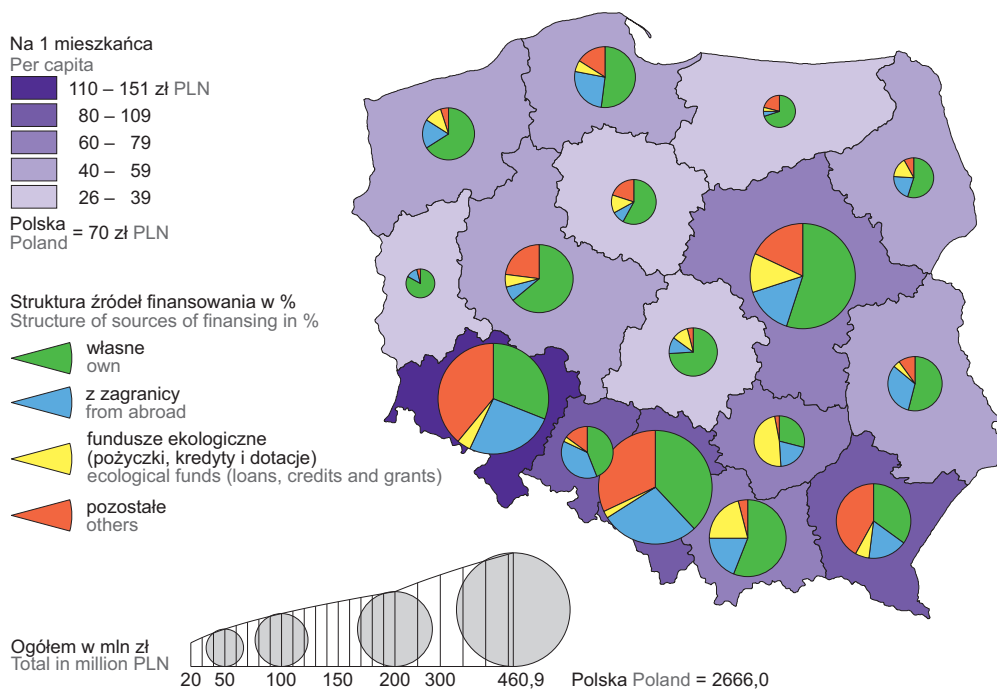 Na 1 mieszkańca
Per capita
110 – 151 zł PLN
80 – 109
60 – 79
40 – 59
26 – 39
Polska
Poland = 70 zł PLN
Struktura źródeł finansowania w %
Structure of sources of finansing in %
własne
own
z zagranicy
from abroad
fundusze ekologiczne
(pożyczki, kredyty i dotacje)
ecological funds (loans, credits and grants)
pozostałe
others
Ogółem w mln zł
Total in million PLN
20 50 100 150 200 300 460,9
Polska Poland = 2666,0